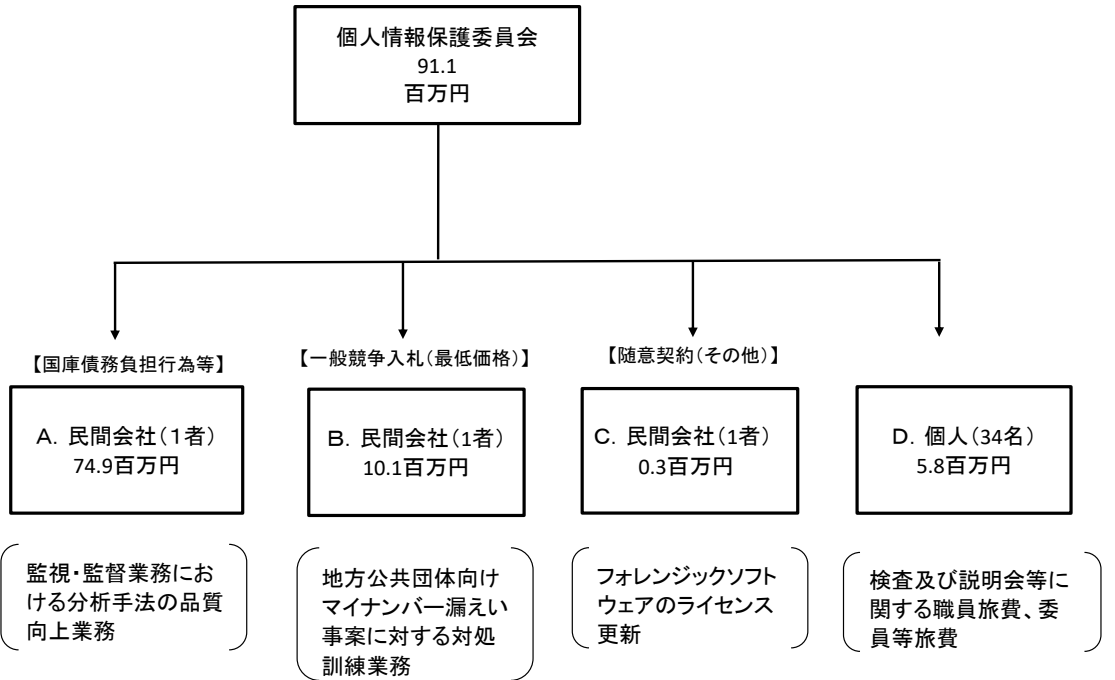 個人情報保護委員会
91.1
百万円
【国庫債務負担行為等】
A. 民間会社(1者)
74.9百万円
監視・監督業務にお
ける分析手法の品質
向上業務
【一般競争入札(最低価格)】
B. 民間会社(1者)
10.1百万円
地方公共団体向け
マイナンバー漏えい
事案に対する対処
訓練業務
【随意契約(その他)】
C. 民間会社(1者)
0.3百万円
フォレンジックソフト
ウェアのライセンス
更新
D. 個人(34名)
5.8百万円
検査及び説明会等に
関する職員旅費、委
員等旅費